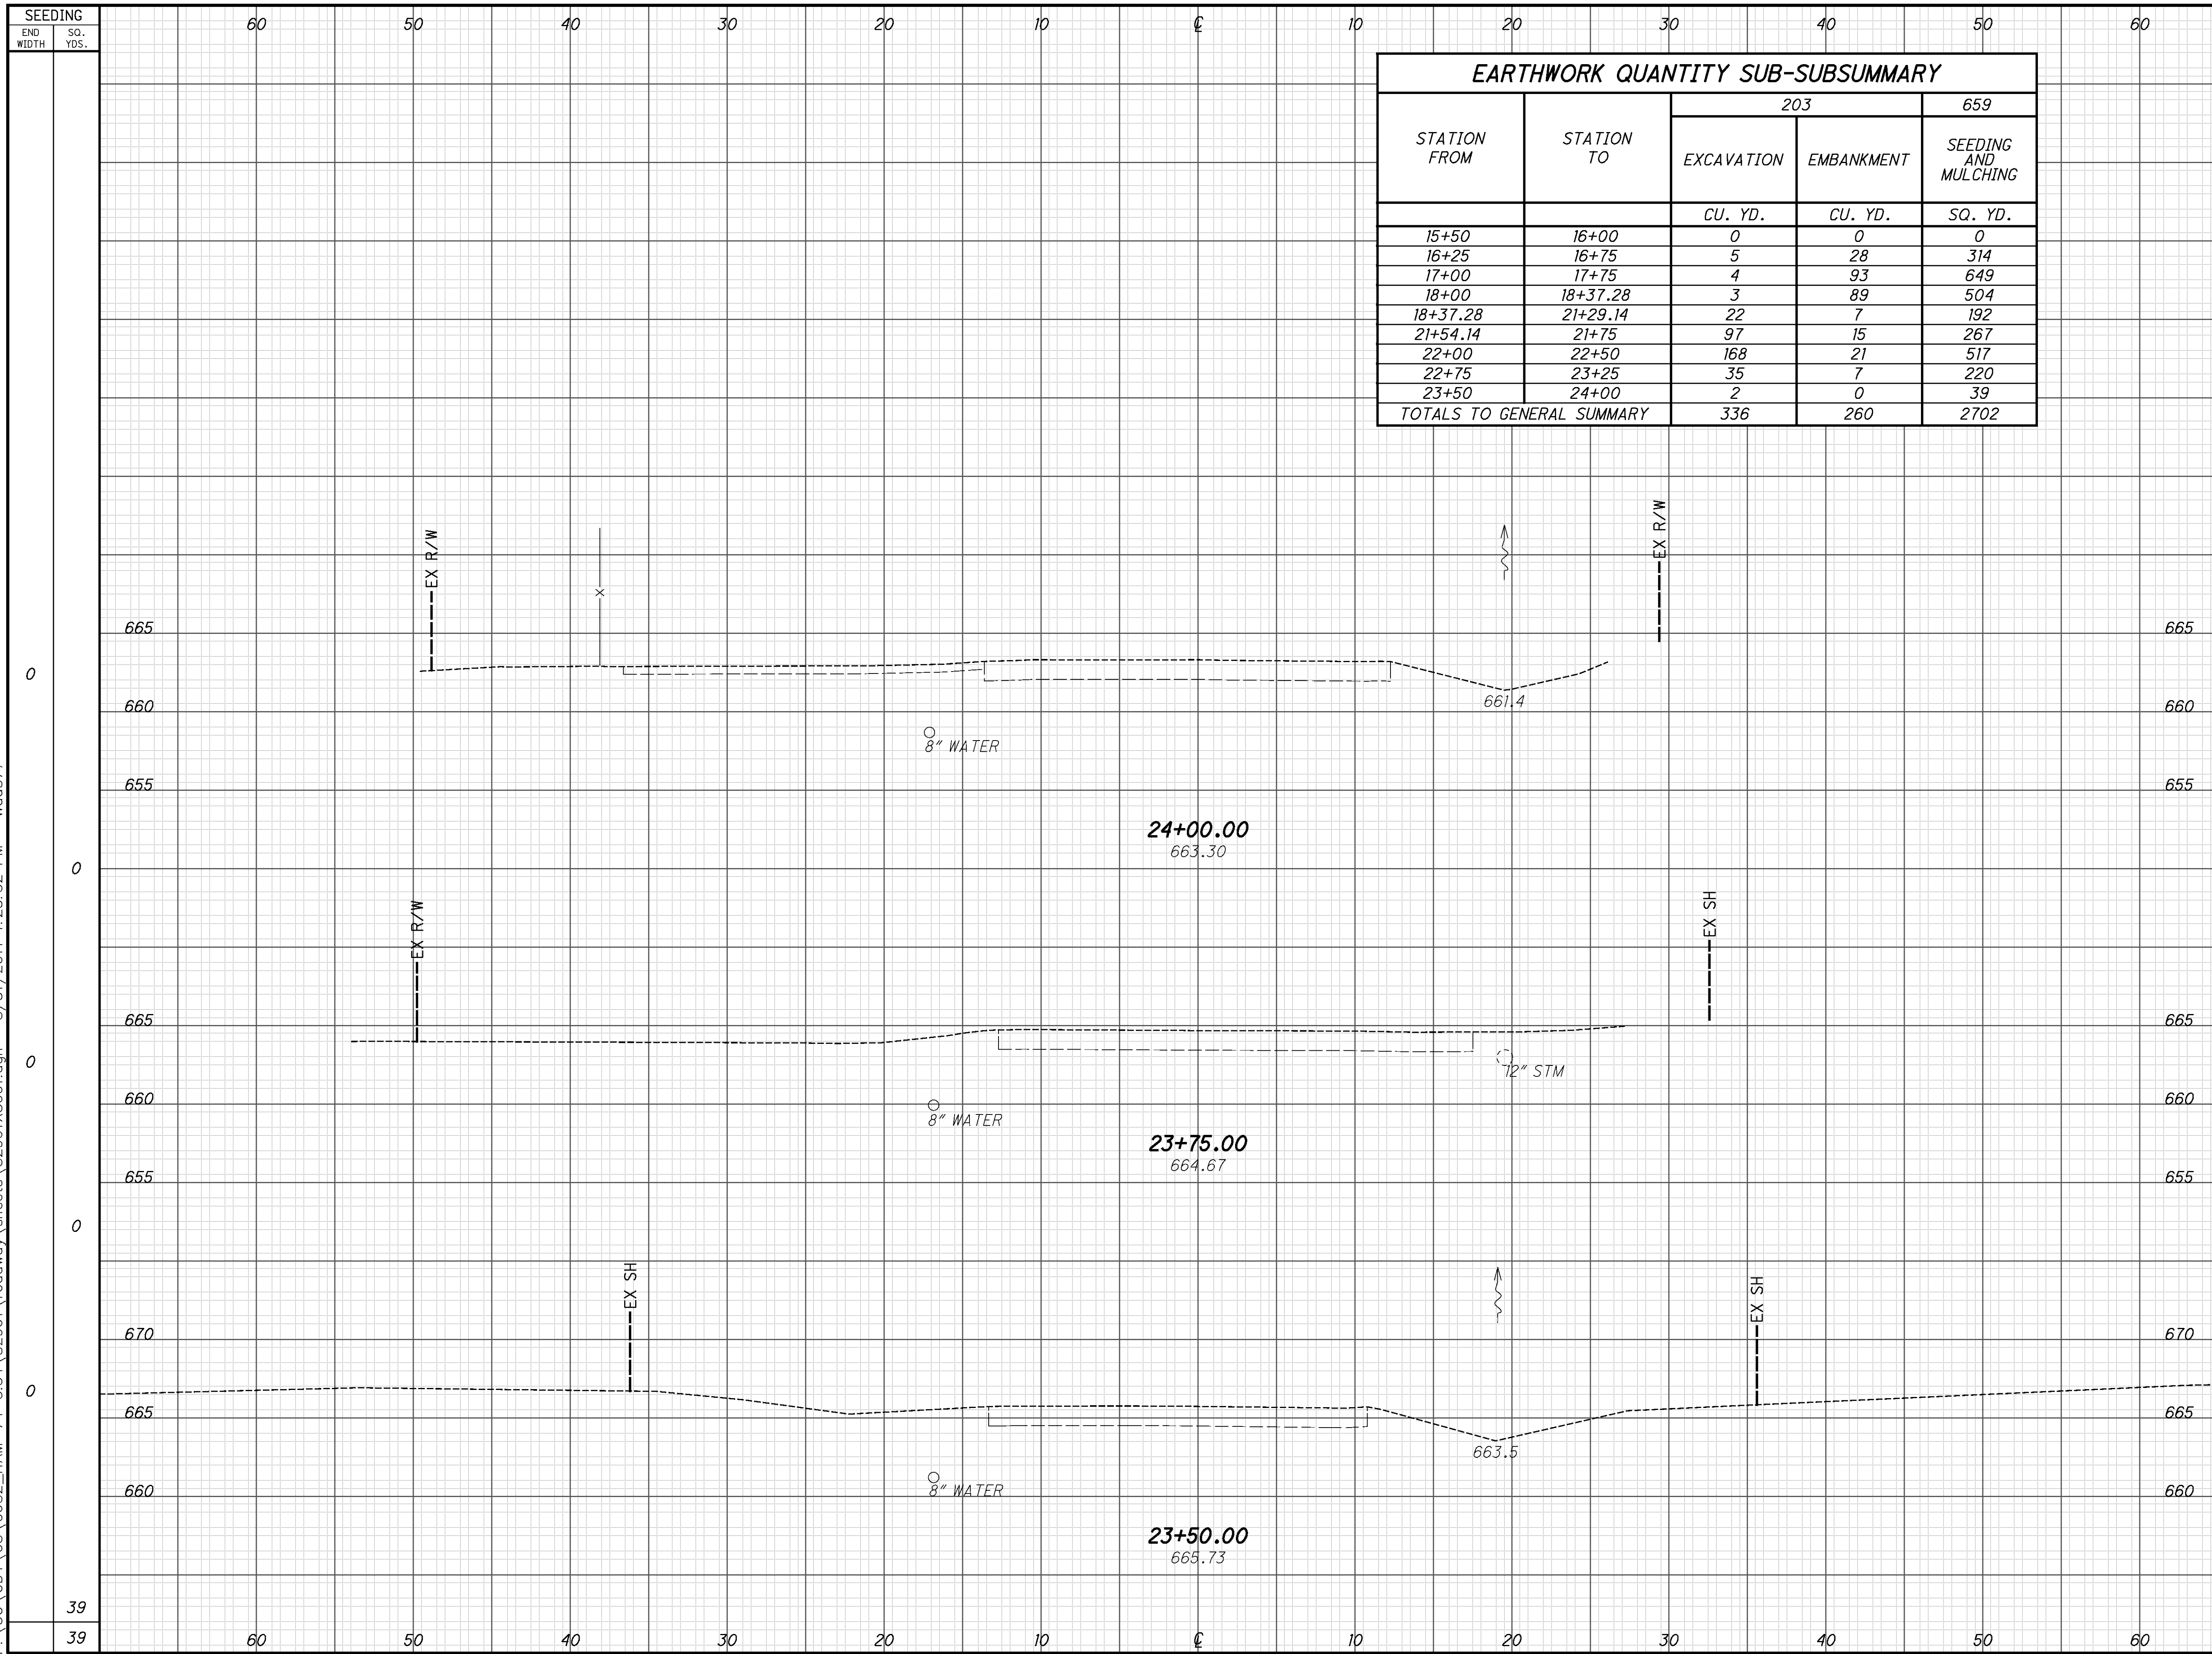 SEEDING
END WIDTH SQ. YDS.
60 50 40 30 20 10 ℄ 10 20 30 40 50 60
EARTHWORK QUANTITY SUB-SUBSUMMARY
203 659
STATION FROM STATION TO EXCAVATION EMBANKMENT SEEDING AND MULCHING
CU. YD. CU. YD. SQ. YD.
15+50 16+00 0 0 0
16+25 16+75 5 28 314
17+00 17+75 4 93 649
18+00 18+37.28 3 89 504
18+37.28 21+29.14 22 7 192
21+54.14 21+75 97 15 267
22+00 22+50 168 21 517
22+75 23+25 35 7 220
23+50 24+00 2 0 39
TOTALS TO GENERAL SUMMARY 336 260 2702
EX R/W EX R/W
X
665 665
0
661.4
660 660
8" WATER
655 655
24+00.00
663.30
0
EX R/W EX SH
665 665
0
12" STM
660 660
8" WATER
23+75.00
664.67
655 655
0
EX SH EX SH
670 670
0
665 665
663.5
660 660
8" WATER
23+50.00
665.73
39
39
60 50 40 30 20 10 ℄ 10 20 30 40 50 60